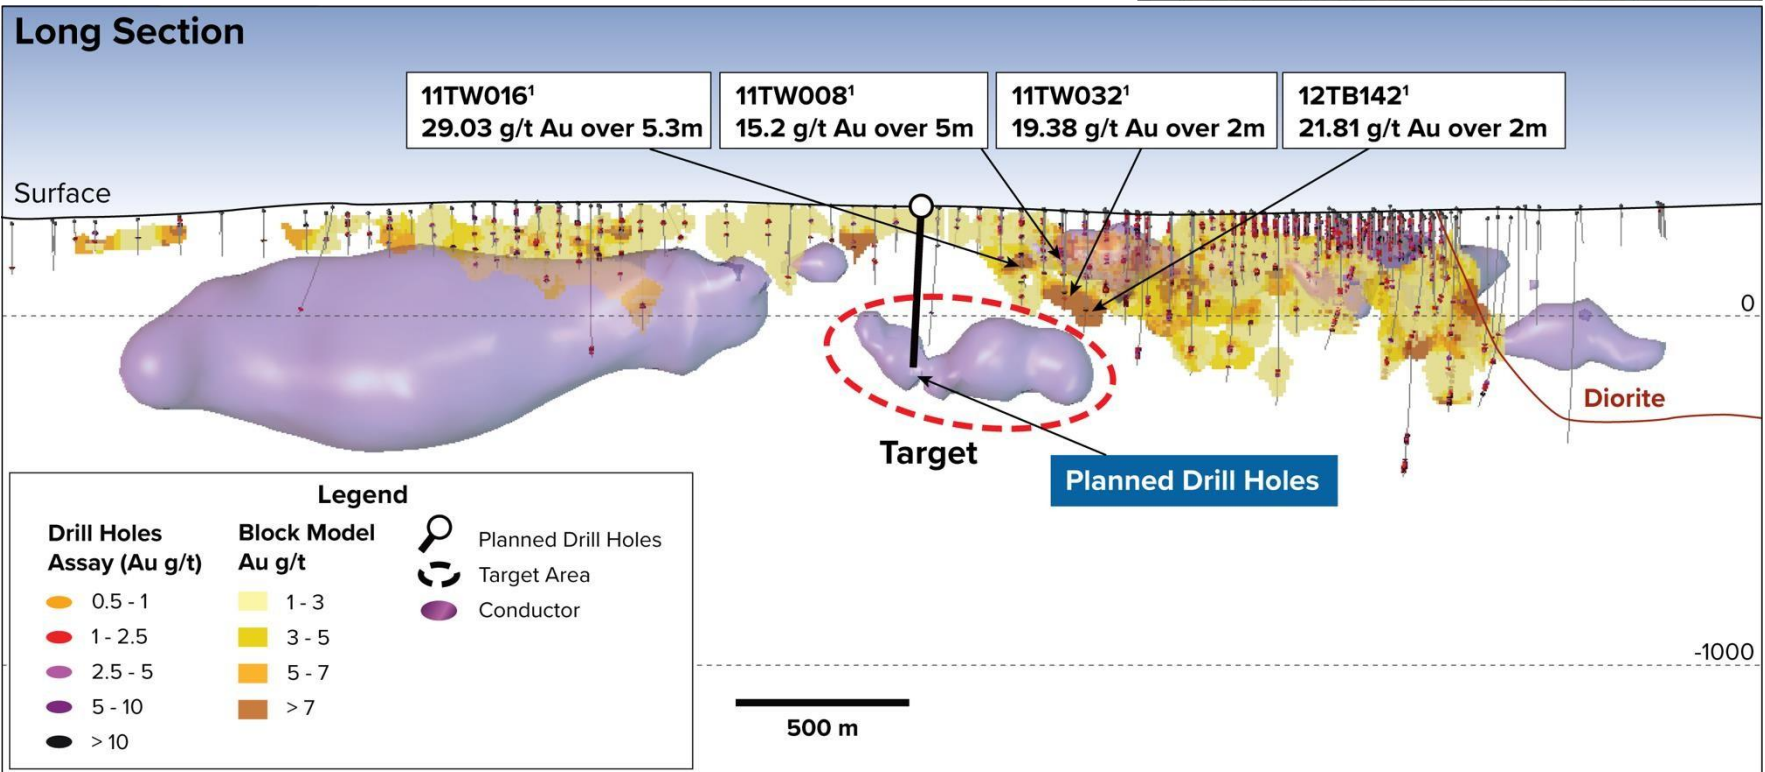 Long Section
11TW016¹
29.03 g/t Au over 5.3m
11TW008¹
15.2 g/t Au over 5m
11TW032¹
19.38 g/t Au over 2m
12TB142¹
21.81 g/t Au over 2m
Surface
0
Diorite
Target
Planned Drill Holes
-1000
500 m
Legend
Drill Holes
Assay (Au g/t)
0.5 - 1
1 - 2.5
2.5 - 5
5 - 10
> 10
Block Model
Au g/t
1 - 3
3 - 5
5 - 7
> 7
Planned Drill Holes
Target Area
Conductor